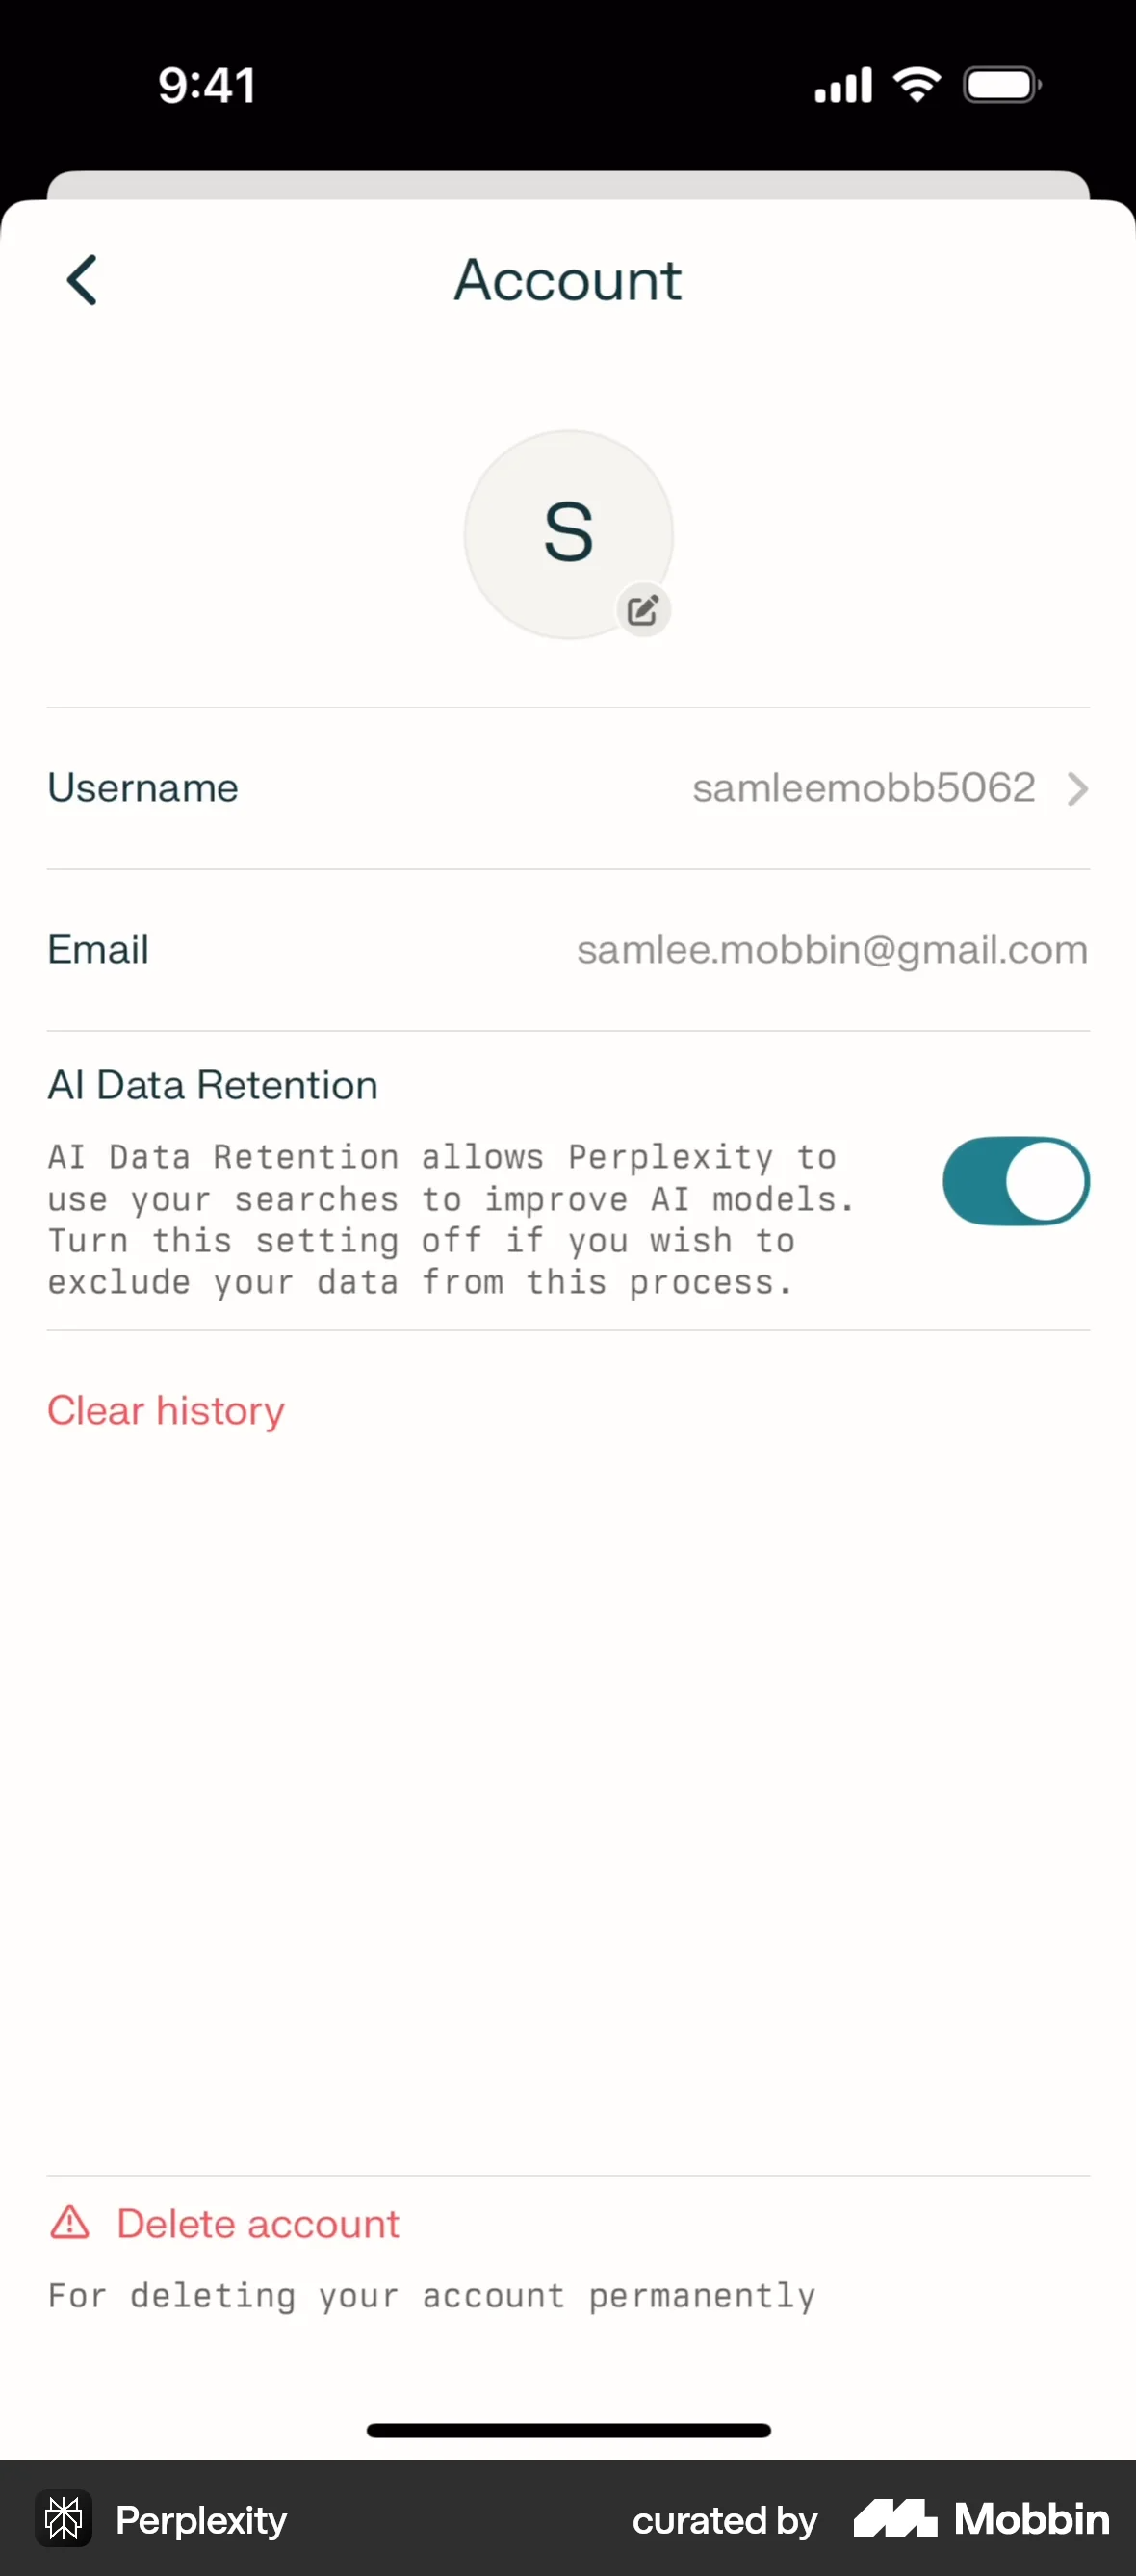 9:41
Account
S
Username samleemobb5062
Email samlee.mobbin@gmail.com
AI Data Retention
AI Data Retention allows Perplexity to
use your searches to improve AI models.
Turn this setting off if you wish to
exclude your data from this process.
Clear history
Delete account
For deleting your account permanently
Perplexity curated by Mobbin